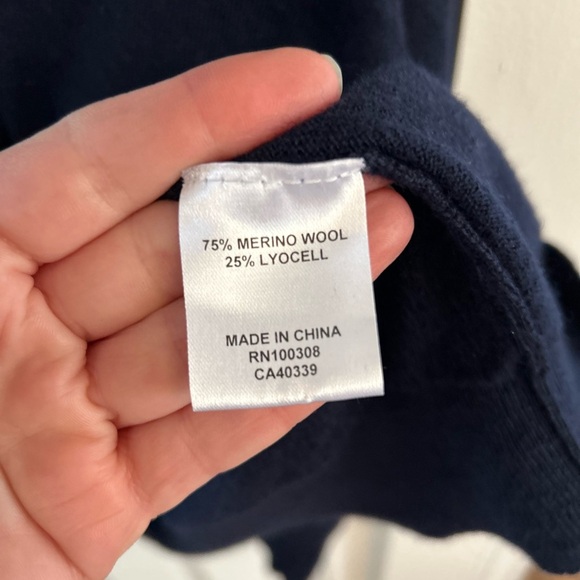 75% MERINO WOOL
25% LYOCELL
MADE IN CHINA
RN100308
CA40339